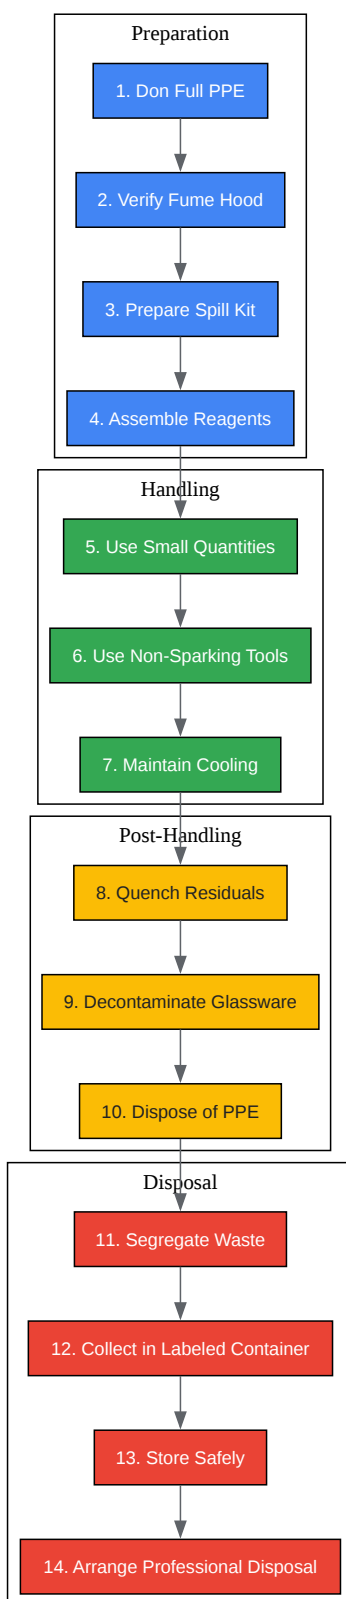 Preparation
1. Don Full PPE
2. Verify Fume Hood
3. Prepare Spill Kit
4. Assemble Reagents
Handling
5. Use Small Quantities
6. Use Non-Sparking Tools
7. Maintain Cooling
Post-Handling
8. Quench Residuals
9. Decontaminate Glassware
10. Dispose of PPE
Disposal
11. Segregate Waste
12. Collect in Labeled Container
13. Store Safely
14. Arrange Professional Disposal